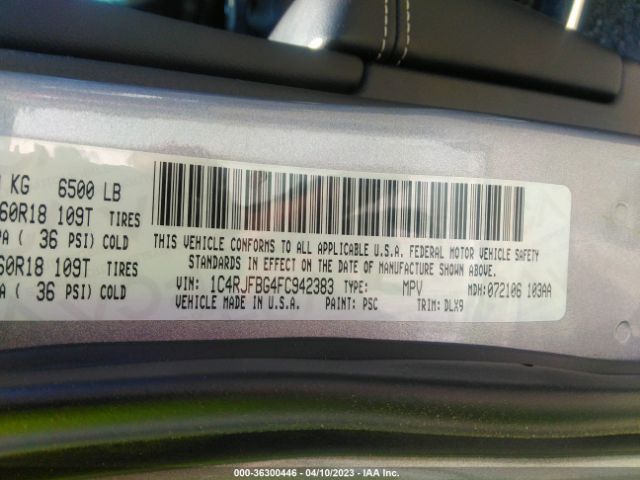 KG 6500 LB
60R18 109T TIRES
PA ( 36 PSI) COLD
60R18 109T TIRES
A ( 36 PSI) COLD
THIS VEHICLE CONFORMS TO ALL APPLICABLE U.S.A. FEDERAL MOTOR VEHICLE SAFETY
STANDARDS IN EFFECT ON THE DATE OF MANUFACTURE SHOWN ABOVE.
VIN: 1C4RJFBG4FC942383 TYPE: MPV MDH: 072106 109AA
VEHICLE MADE IN U.S.A. PAINT: PSC TRIM: DLX9
000-36300446 - 04/10/2023 - IAA Inc.